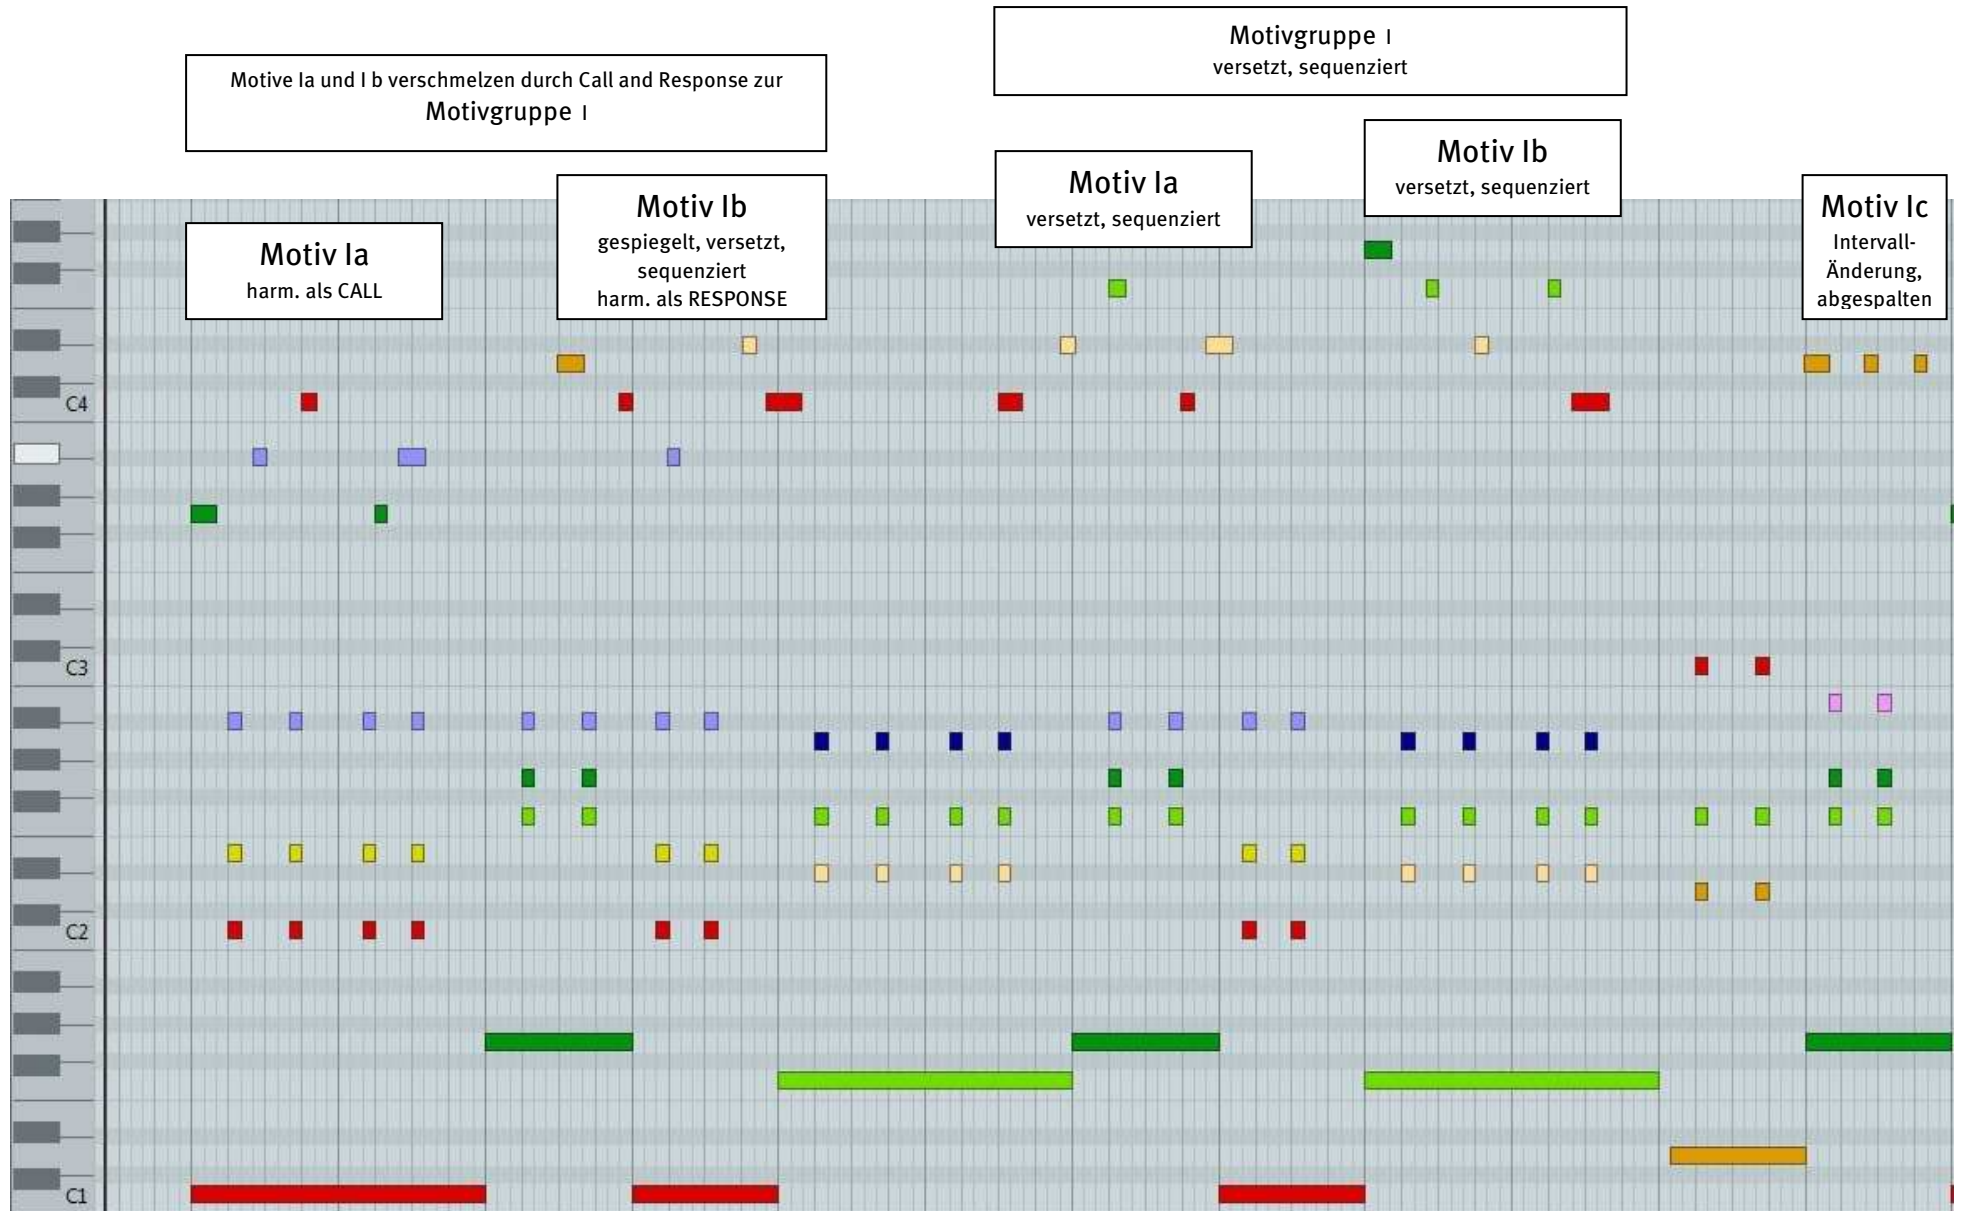 Motive Ia und I b verschmelzen durch Call and Response zur
Motivgruppe I
Motivgruppe I
versetzt, sequenziert
Motiv Ia
harm. als CALL
Motiv Ib
gespiegelt, versetzt,
sequenziert
harm. als RESPONSE
Motiv Ia
versetzt, sequenziert
Motiv Ib
versetzt, sequenziert
Motiv Ic
Intervall-
Änderung,
abgespalten
C4
C3
C2
C1